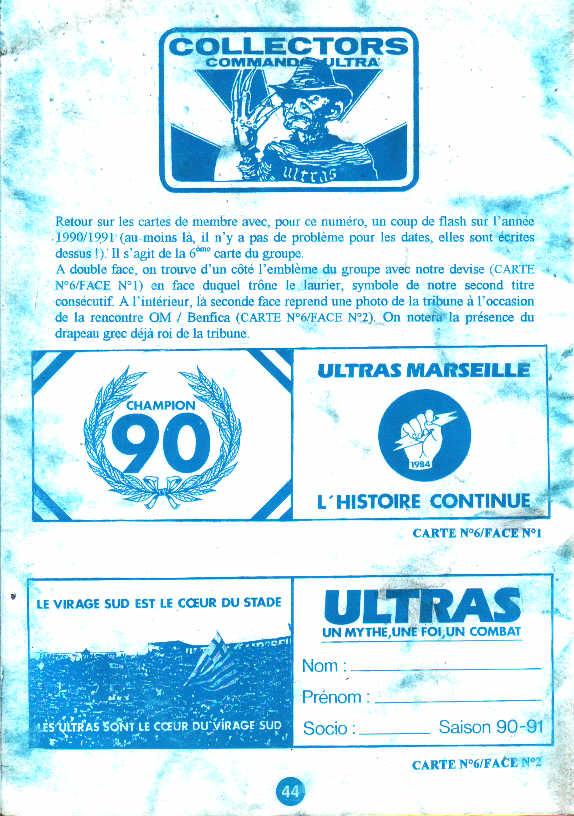 COLLECTORS
COMMANDO ULTRA
ultras
Retour sur les cartes de membre avec, pour ce numéro, un coup de flash sur l'année
1990/1991 (au moins là, il n'y a pas de problème pour les dates, elles sont écrites
dessus !). Il s'agit de la 6ème carte du groupe.
A double face, on trouve d'un côté l'emblème du groupe avec notre devise (CARTE
N°6/FACE N°1) en face duquel trône le laurier, symbole de notre second titre
consécutif. A l'intérieur, là seconde face reprend une photo de la tribune à l'occasion
de la rencontre OM / Benfica (CARTE N°6/FACE N°2). On notera la présence du
drapeau grec déjà roi de la tribune.
CHAMPION
90
ULTRAS MARSEILLE
1984
L'HISTOIRE CONTINUE
CARTE N°6/FACE N°1
LE VIRAGE SUD EST LE CŒUR DU STADE
LES ULTRAS SONT LE CŒUR DU VIRAGE SUD
ULTRAS
UN MYTHE, UNE FOI, UN COMBAT
Nom :
Prénom :
Socio : Saison 90-91
CARTE N°6/FACE N°2
44